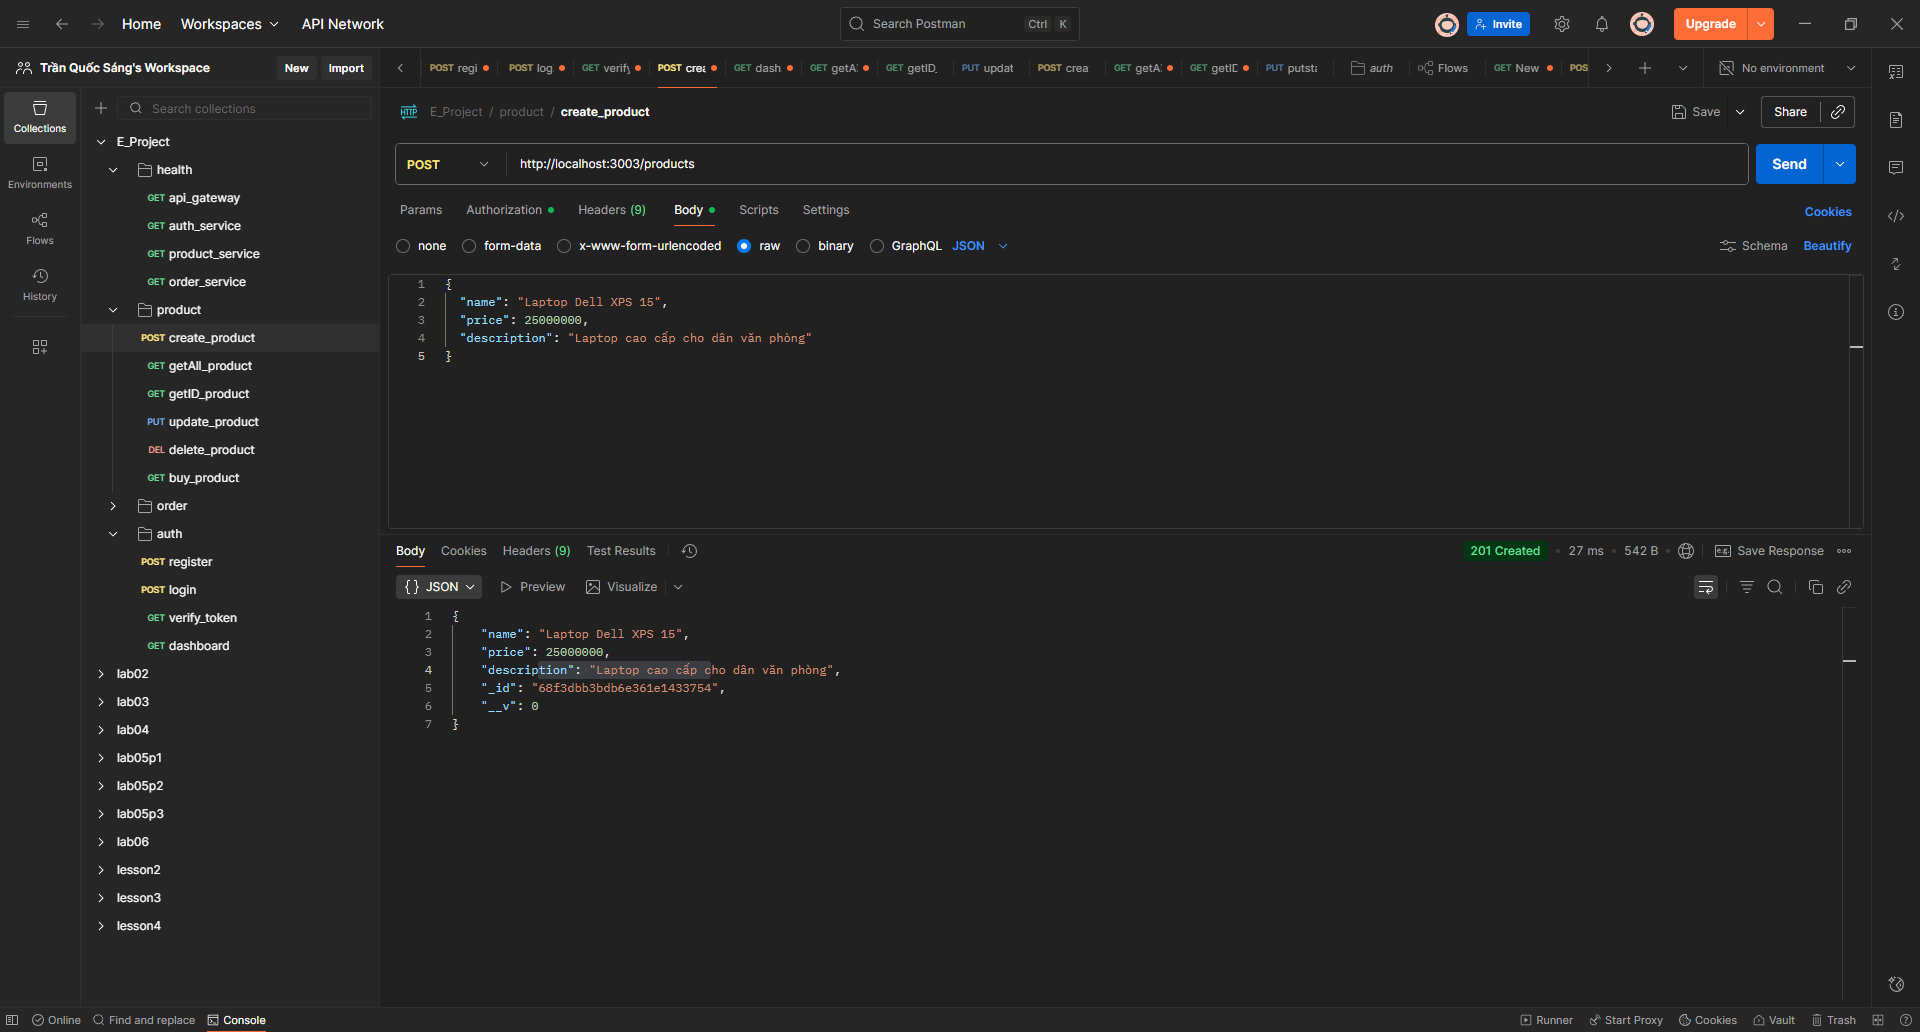 Home Workspaces API Network Search Postman Ctrl K Invite Upgrade
Trần Quốc Sáng's Workspace New Import
POST regi POST log GET verify POST crea GET dash GET getA GET getID_ PUT updat POST crea GET getA GET getID PUT putsta auth Flows GET New POS No environment
Collections
Environments
Flows
History
Search collections
E_Project
health
GET api_gateway
GET auth_service
GET product_service
GET order_service
product
POST create_product
GET getAll_product
GET getID_product
PUT update_product
DEL delete_product
GET buy_product
order
auth
POST register
POST login
GET verify_token
GET dashboard
lab02
lab03
lab04
lab05p1
lab05p2
lab05p3
lab06
lesson2
lesson3
lesson4
HTTP E_Project / product / create_product Save Share
POST http://localhost:3003/products Send
Params Authorization Headers (9) Body Scripts Settings Cookies
none form-data x-www-form-urlencoded raw binary GraphQL JSON Schema Beautify
1 {
2 "name": "Laptop Dell XPS 15",
3 "price": 25000000,
4 "description": "Laptop cao cấp cho dân văn phòng"
5 }
Body Cookies Headers (9) Test Results 201 Created 27 ms 542 B e.g. Save Response
{} JSON Preview Visualize
1 {
2 "name": "Laptop Dell XPS 15",
3 "price": 25000000,
4 "description": "Laptop cao cấp cho dân văn phòng",
5 "_id": "68f3dbb3bdb6e361e1433754",
6 "__v": 0
7 }
Online Find and replace Console Runner Start Proxy Cookies Vault Trash